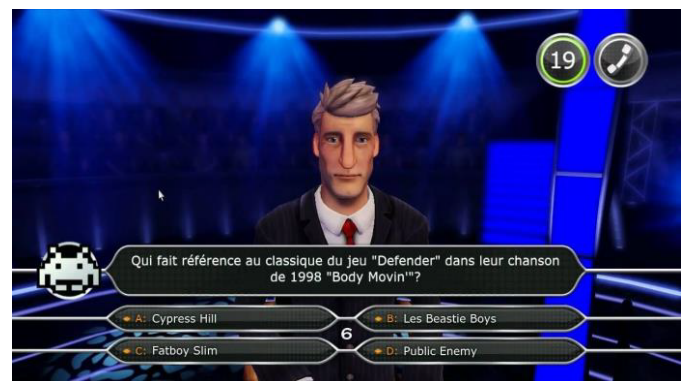 19
Qui fait référence au classique du jeu "Defender" dans leur chanson
de 1998 "Body Movin'"?
A: Cypress Hill
B: Les Beastie Boys
6
C: Fatboy Slim
D: Public Enemy